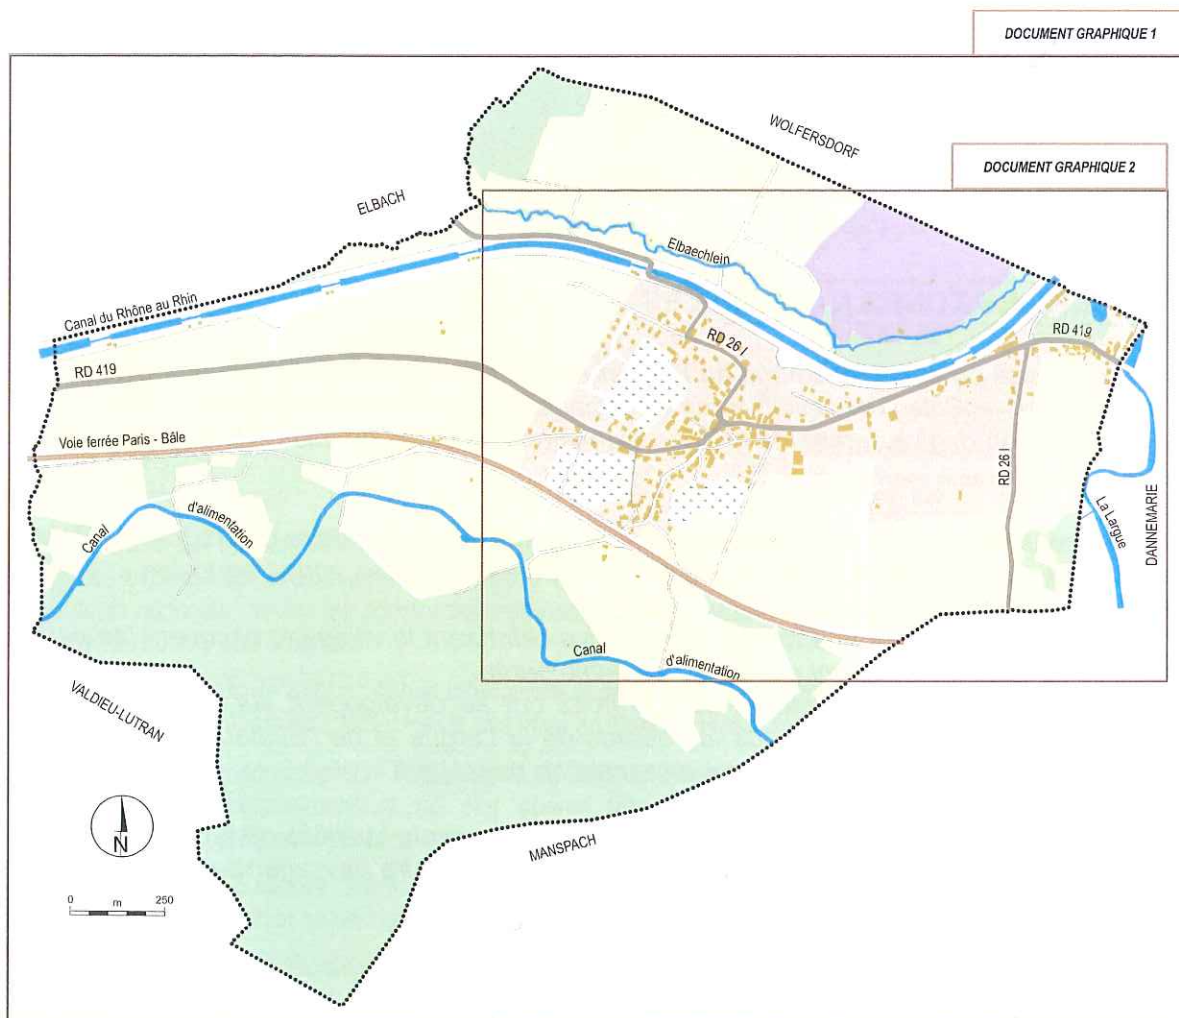 DOCUMENT GRAPHIQUE 1
WOLFERSDORF
DOCUMENT GRAPHIQUE 2
ELBACH
Elbaechlein
Canal du Rhône au Rhin
RD 26 I
RD 419
RD 419
Voie ferrée Paris - Bâle
RD 26 I
DANNEMARIE
La Largue
Canal
d'alimentation
Canal
d'alimentation
VALDIEU-LUTRAN
N
MANSPACH
0 m 250